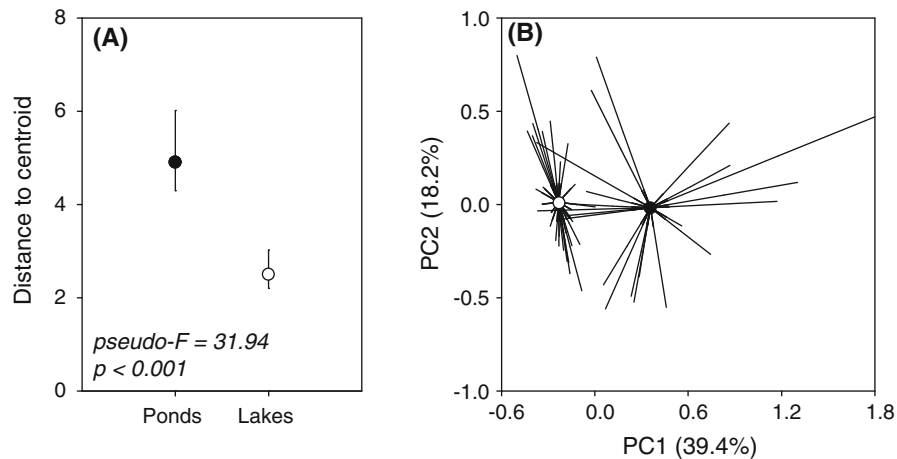 (A)
8
6
4
2
0
Distance to centroid
pseudo-F = 31.94
p < 0.001
Ponds Lakes
(B)
1.0
0.5
0.0
-0.5
-1.0
PC2 (18.2%)
-0.6 0.0 0.6 1.2 1.8
PC1 (39.4%)